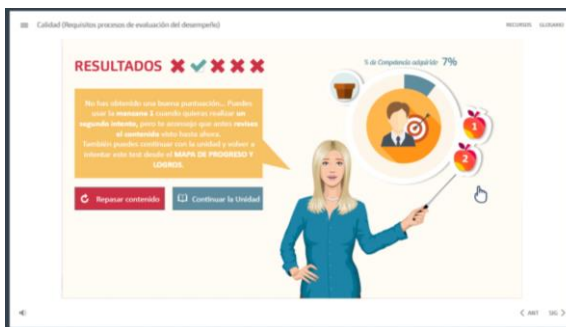 Calidad (Requisitos procesos de evaluación del desempeño)
RECURSOS GLOSARIO
RESULTADOS
% de Competencia adquirida 7%
No has obtenido una buena puntuación... Puedes
usar la manzana 1 cuando quieras realizar un
segundo intento, pero te aconsejo que antes revises
el contenido visto hasta ahora.
También puedes continuar con la unidad y volver a
intentar este test desde el MAPA DE PROGRESO Y
LOGROS.
1
2
Repasar contenido
Continuar la Unidad
ANT SIG